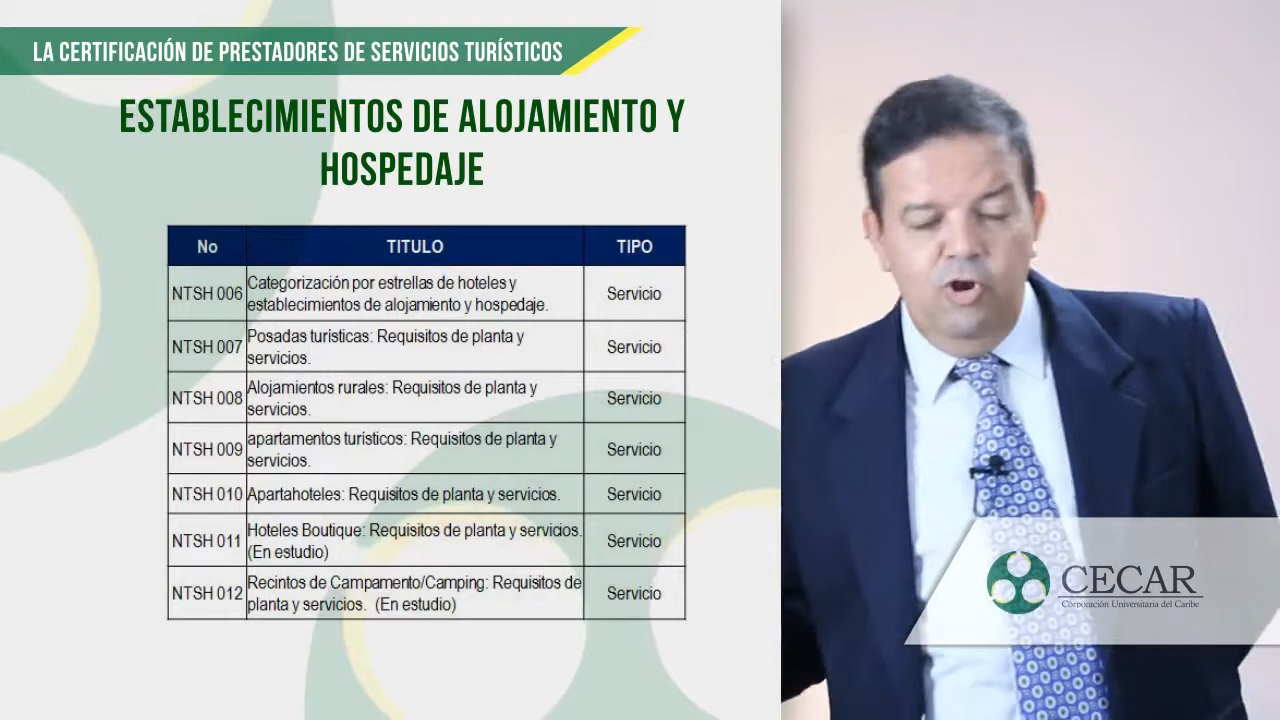 LA CERTIFICACIÓN DE PRESTADORES DE SERVICIOS TURÍSTICOS
ESTABLECIMIENTOS DE ALOJAMIENTO Y
HOSPEDAJE
No TITULO TIPO
NTSH 006 Categorización por estrellas de hoteles y
establecimientos de alojamiento y hospedaje. Servicio
NTSH 007 Posadas turísticas: Requisitos de planta y
servicios. Servicio
NTSH 008 Alojamientos rurales: Requisitos de planta y
servicios. Servicio
NTSH 009 apartamentos turísticos: Requisitos de planta y
servicios. Servicio
NTSH 010 Apartahoteles: Requisitos de planta y servicios. Servicio
NTSH 011 Hoteles Boutique: Requisitos de planta y servicios.
(En estudio) Servicio
NTSH 012 Recintos de Campamento/Camping: Requisitos de
planta y servicios. (En estudio) Servicio
CECAR
Corporación Universitaria del Caribe